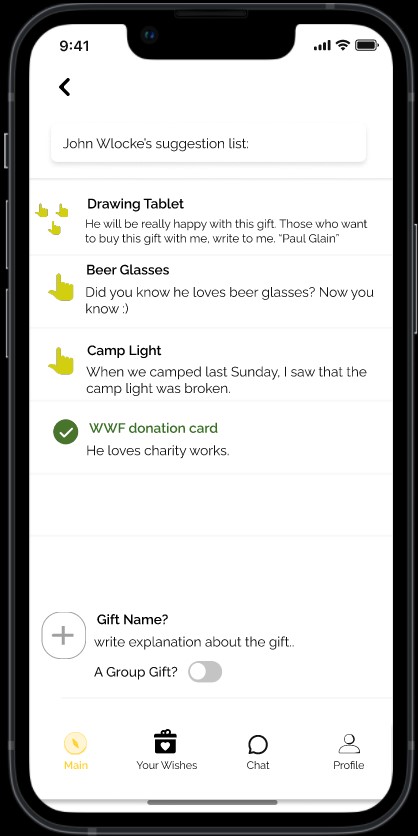 9:41
John Wlocke's suggestion list:
Drawing Tablet
He will be really happy with this gift. Those who want
to buy this gift with me, write to me. "Paul Glain"
Beer Glasses
Did you know he loves beer glasses? Now you
know :)
Camp Light
When we camped last Sunday, I saw that the
camp light was broken.
WWF donation card
He loves charity works.
Gift Name?
write explanation about the gift..
A Group Gift?
Main Your Wishes Chat Profile